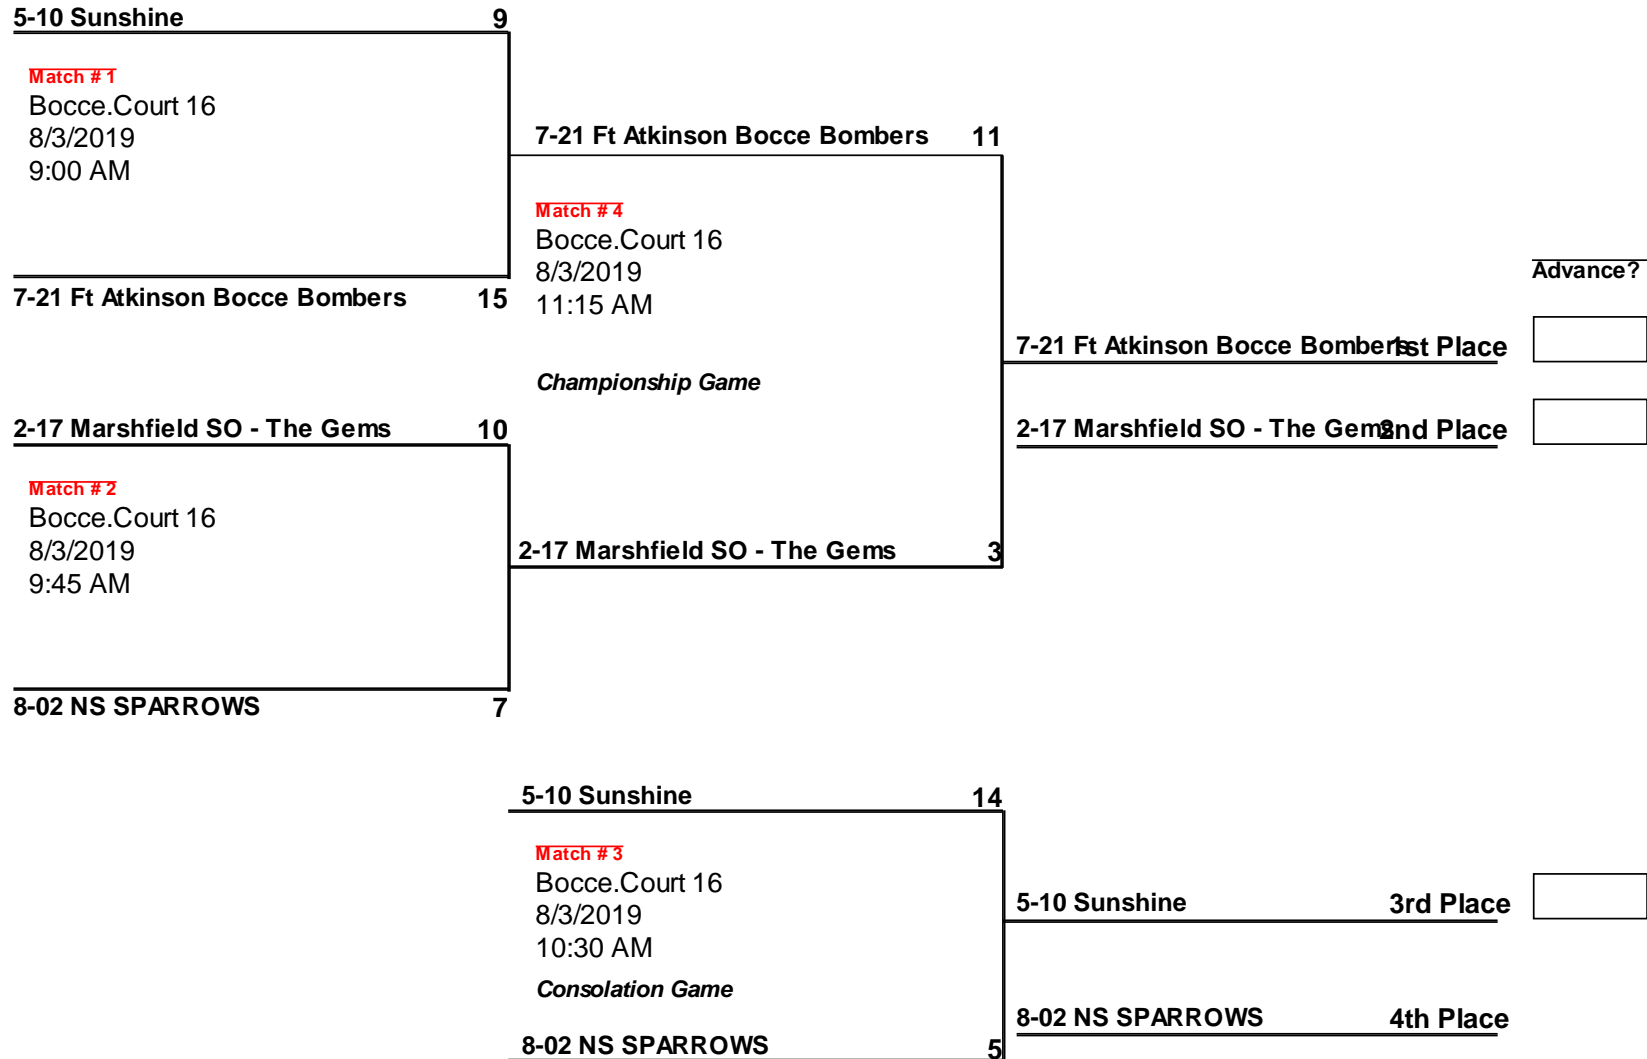 5-10 Sunshine 9
Match # 1
Bocce.Court 16
8/3/2019
9:00 AM
7-21 Ft Atkinson Bocce Bombers 15
2-17 Marshfield SO - The Gems 10
Match # 2
Bocce.Court 16
8/3/2019
9:45 AM
8-02 NS SPARROWS 7
7-21 Ft Atkinson Bocce Bombers 11
Match # 4
Bocce.Court 16
8/3/2019
11:15 AM
Championship Game
2-17 Marshfield SO - The Gems 3
Advance?
7-21 Ft Atkinson Bocce Bombers 1st Place
2-17 Marshfield SO - The Gems 2nd Place
5-10 Sunshine 14
Match # 3
Bocce.Court 16
8/3/2019
10:30 AM
Consolation Game
8-02 NS SPARROWS 5
5-10 Sunshine 3rd Place
8-02 NS SPARROWS 4th Place